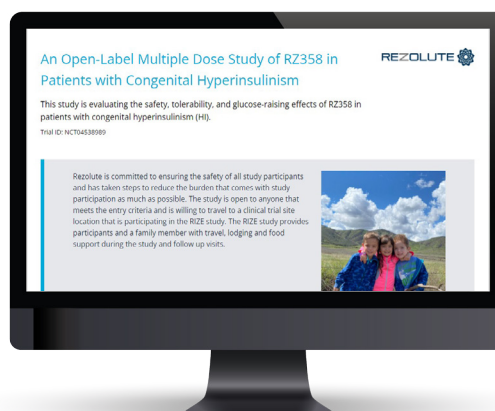 An Open-Label Multiple Dose Study of RZ358 in
REZOLUTE
Patients with Congenital Hyperinsulinism
This study is evaluating the safety, tolerability, and glucose-raising effects of RZ358 in
patients with congenital hyperinsulinism (HI).
Trial ID: NCT04538989
Rezolute is committed to ensuring the safety of all study participants
and has taken steps to reduce the burden that comes with study
participation as much as possible. The study is open to anyone that
meets the entry criteria and is willing to travel to a clinical trial site
location that is participating in the RIZE study. The RIZE study provides
participants and a family member with travel, lodging and food
support during the study and follow up visits.